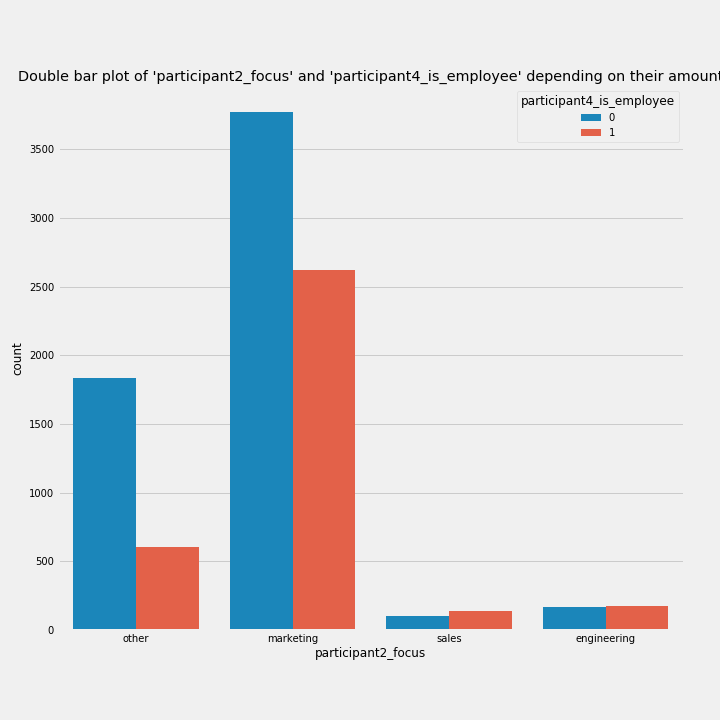 Double bar plot of 'participant2_focus' and 'participant4_is_employee' depending on their amount
participant4_is_employee
0
1
3500
3000
2500
2000
1500
1000
500
0
count
other marketing sales engineering
participant2_focus